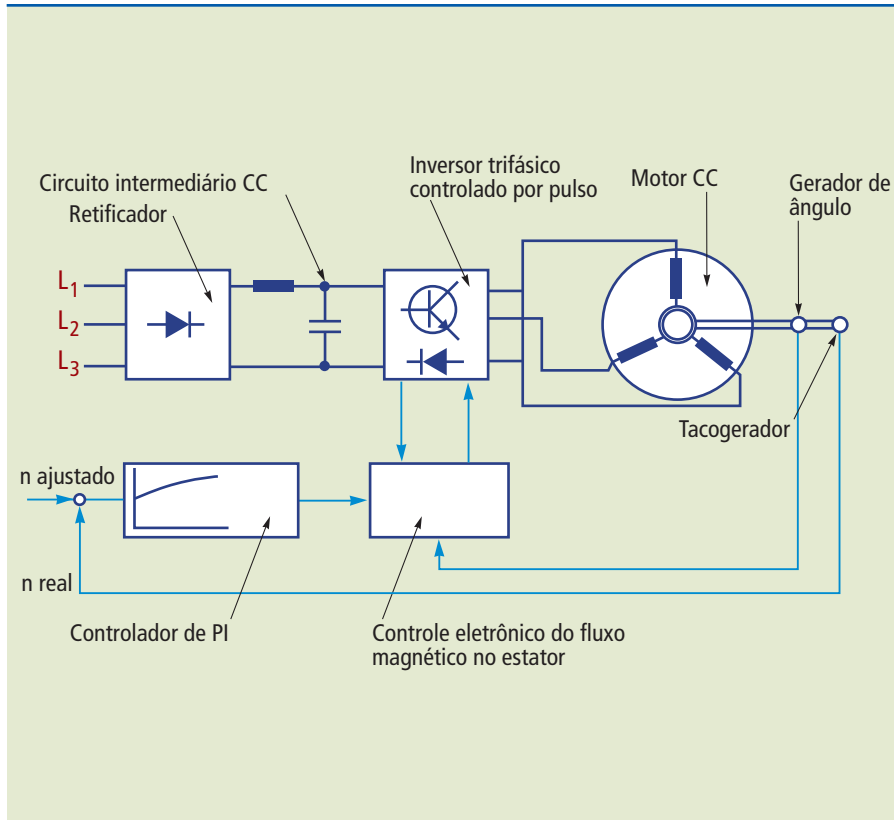 Circuito intermediário CC
Retificador
Inversor trifásico
controlado por pulso
Motor CC
Gerador de
ângulo
L1
L2
L3
Tacogerador
n ajustado
n real
Controlador de PI
Controle eletrônico do fluxo
magnético no estator